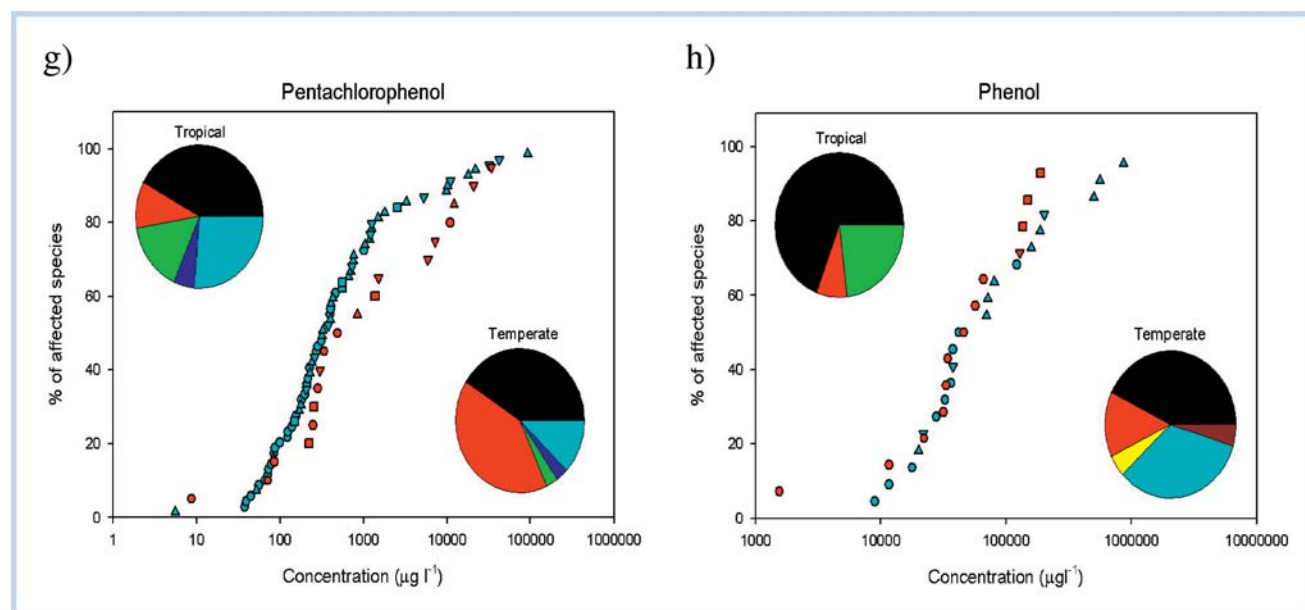 g)
Pentachlorophenol
Tropical
Temperate
% of affected species
100
80
60
40
20
0
1
10
100
1000
10000
100000
1000000
Concentration (µg l⁻¹)
h)
Phenol
Tropical
Temperate
% of affected species
100
80
60
40
20
0
1000
10000
100000
1000000
10000000
Concentration (µgl⁻¹)